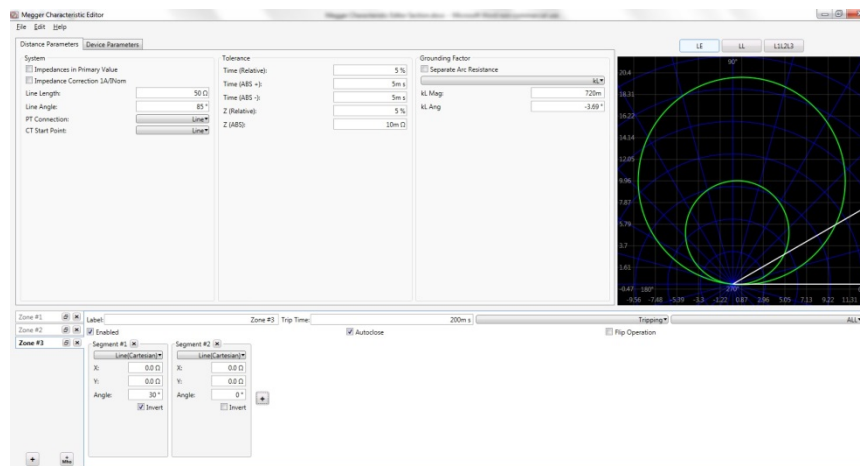 Megger Characteristic Editor
File Edit Help
Distance Parameters Device Parameters
System
Impedances in Primary Value
Impedance Correction 1A/INom
Line Length: 50 Ω
Line Angle: 85 °
PT Connection: Line
CT Start Point: Line
Tolerance
Time (Relative): 5 %
Time (ABS +): 5m s
Time (ABS -): 5m s
Z (Relative): 5 %
Z (ABS): 10m Ω
Grounding Factor
Separate Arc Resistance
kL
kL Mag: 720m
kL Ang -3.69 °
LE LL L1L2L3
90°
20.4
18.31
16.22
14.14
12.05
9.96
7.87
5.79
3.7
1.61
-0.47 180° 270°
-9.56 -7.48 -5.39 -3.3 -1.22 0.87 2.96 5.05 7.13 9.22 11.31
Zone #1
Zone #2
Zone #3
Label: Zone #3 Trip Time: 200m s Tripping ALL
Enabled Autoclose Flip Operation
Segment #1 Segment #2
Line(Cartesian) Line(Cartesian)
X: 0.0 Ω X: 0.0 Ω
Y: 0.0 Ω Y: 0.0 Ω
Angle: 30 ° Angle: 0 °
Invert Invert
+
+ + Mho